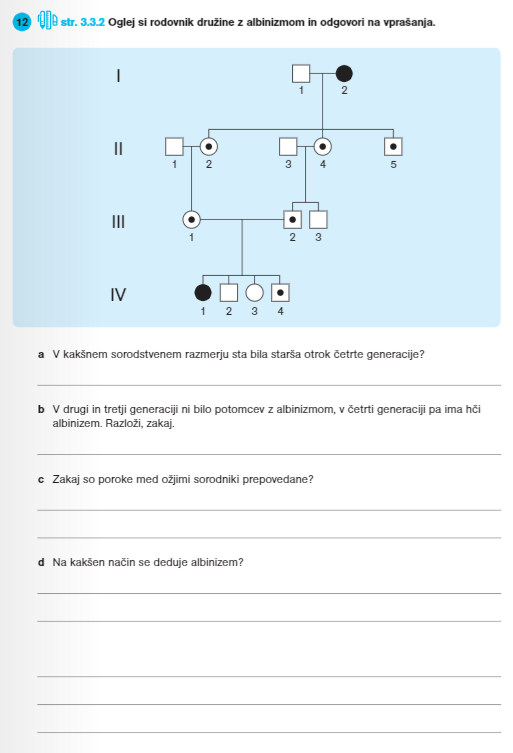 12 str. 3.3.2 Oglej si rodovnik družine z albinizmom in odgovori na vprašanja.
I
1 2
II
1 2 3 4 5
III
1 2 3
IV
1 2 3 4
a V kakšnem sorodstvenem razmerju sta bila starša otrok četrte generacije?
b V drugi in tretji generaciji ni bilo potomcev z albinizmom, v četrti generaciji pa ima hči
albinizem. Razloži, zakaj.
c Zakaj so poroke med ožjimi sorodniki prepovedane?
d Na kakšen način se deduje albinizem?